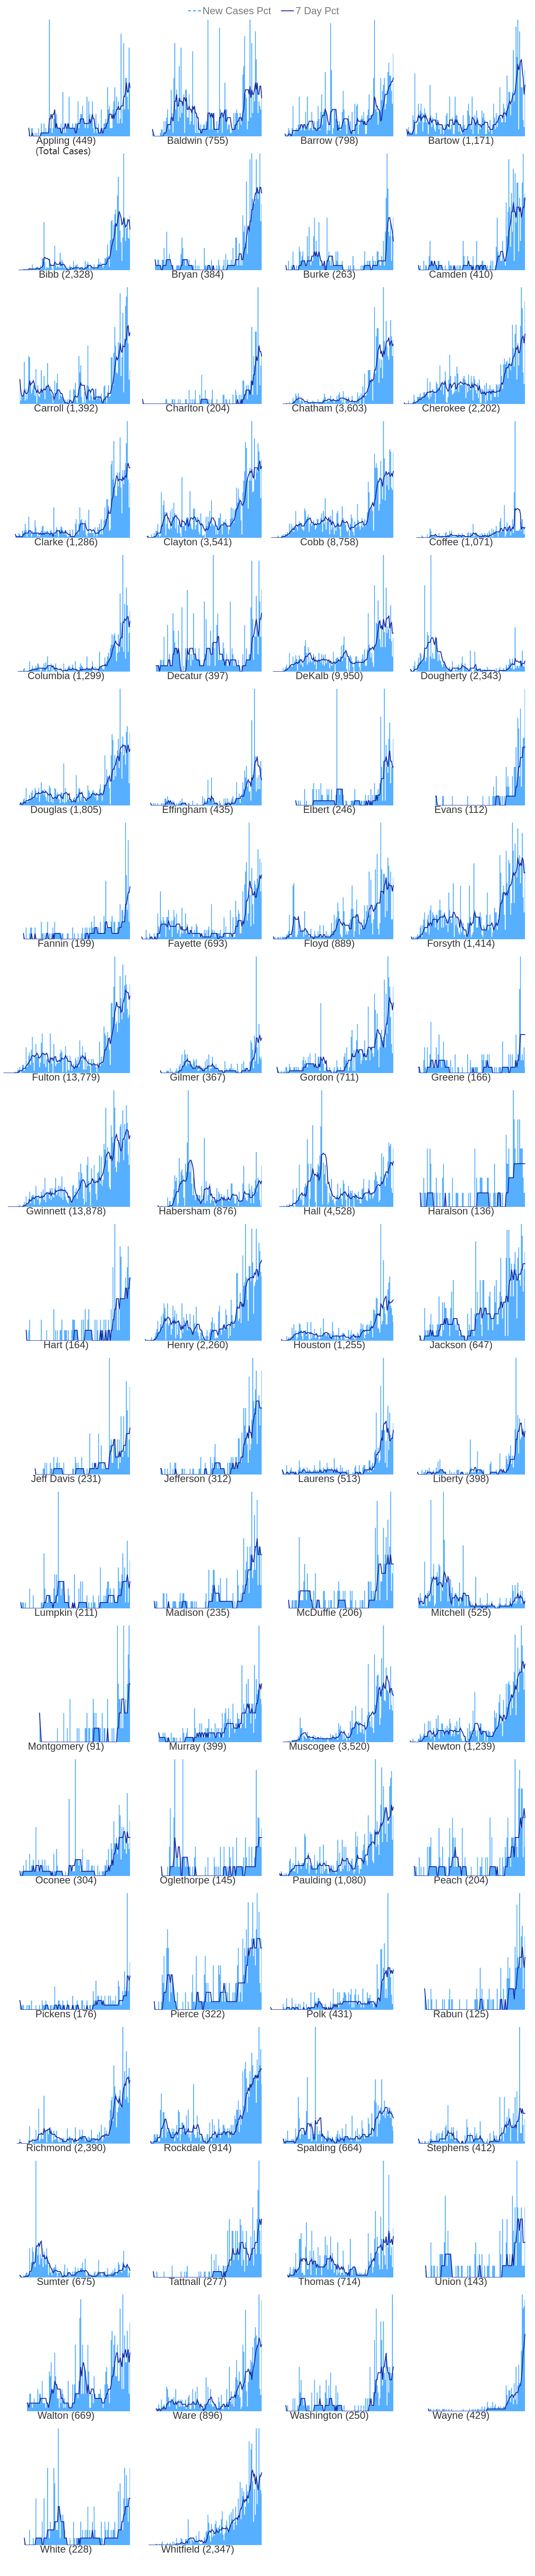 New Cases Pct 7 Day Pct
Appling (449) Baldwin (755) Barrow (798) Bartow (1,171)
(Total Cases)
Bibb (2,328) Bryan (384) Burke (263) Camden (410)
Carroll (1,392) Charlton (204) Chatham (3,603) Cherokee (2,202)
Clarke (1,286) Clayton (3,541) Cobb (8,758) Coffee (1,071)
Columbia (1,299) Decatur (397) DeKalb (9,950) Dougherty (2,343)
Douglas (1,805) Effingham (435) Elbert (246) Evans (112)
Fannin (199) Fayette (693) Floyd (889) Forsyth (1,414)
Fulton (13,779) Gilmer (367) Gordon (711) Greene (166)
Gwinnett (13,878) Habersham (876) Hall (4,528) Haralson (136)
Hart (164) Henry (2,260) Houston (1,255) Jackson (647)
Jeff Davis (231) Jefferson (312) Laurens (513) Liberty (398)
Lumpkin (211) Madison (235) McDuffie (206) Mitchell (525)
Montgomery (91) Murray (399) Muscogee (3,520) Newton (1,239)
Oconee (304) Oglethorpe (145) Paulding (1,080) Peach (204)
Pickens (176) Pierce (322) Polk (431) Rabun (125)
Richmond (2,390) Rockdale (914) Spalding (664) Stephens (412)
Sumter (675) Tattnall (277) Thomas (714) Union (143)
Walton (669) Ware (896) Washington (250) Wayne (429)
White (228) Whitfield (2,347)